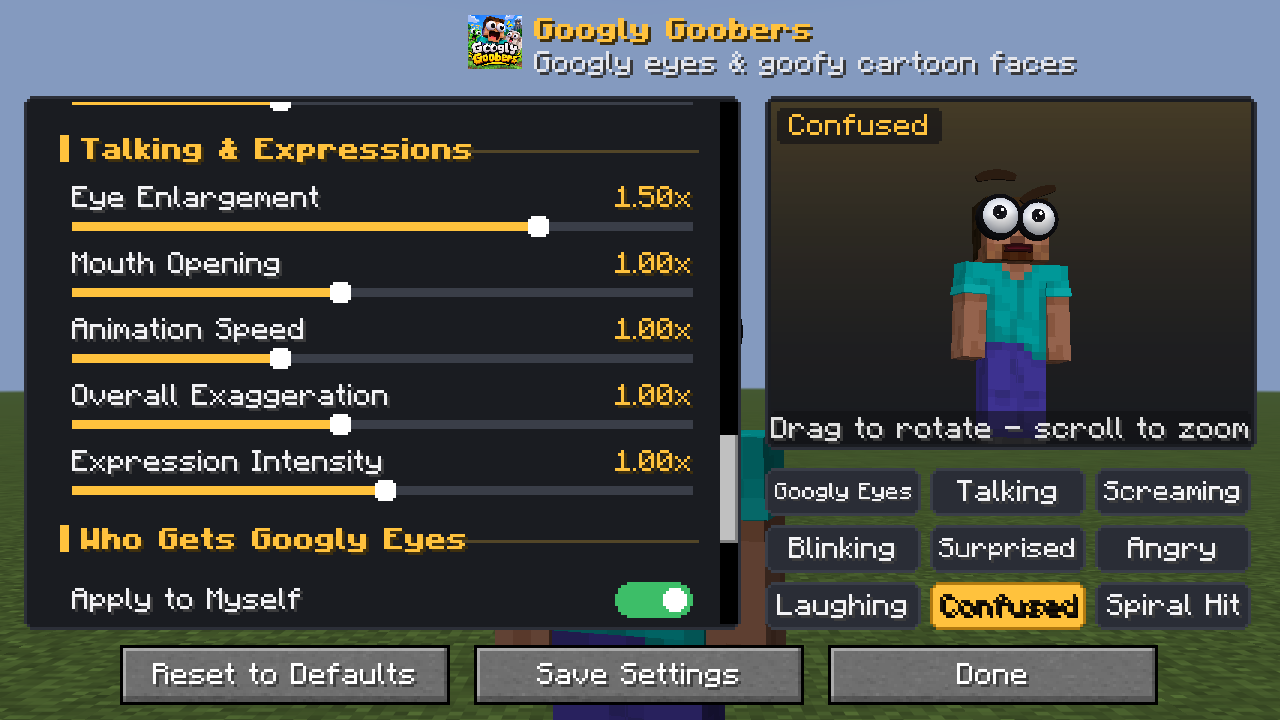 Googly Goobers
Googly eyes & goofy cartoon faces
Googly
Goobers
Talking & Expressions
Eye Enlargement 1.50x
Mouth Opening 1.00x
Animation Speed 1.00x
Overall Exaggeration 1.00x
Expression Intensity 1.00x
Who Gets Googly Eyes
Apply to Myself
Confused
Drag to rotate - scroll to zoom
Googly Eyes Talking Screaming
Blinking Surprised Angry
Laughing Confused Spiral Hit
Reset to Defaults Save Settings Done